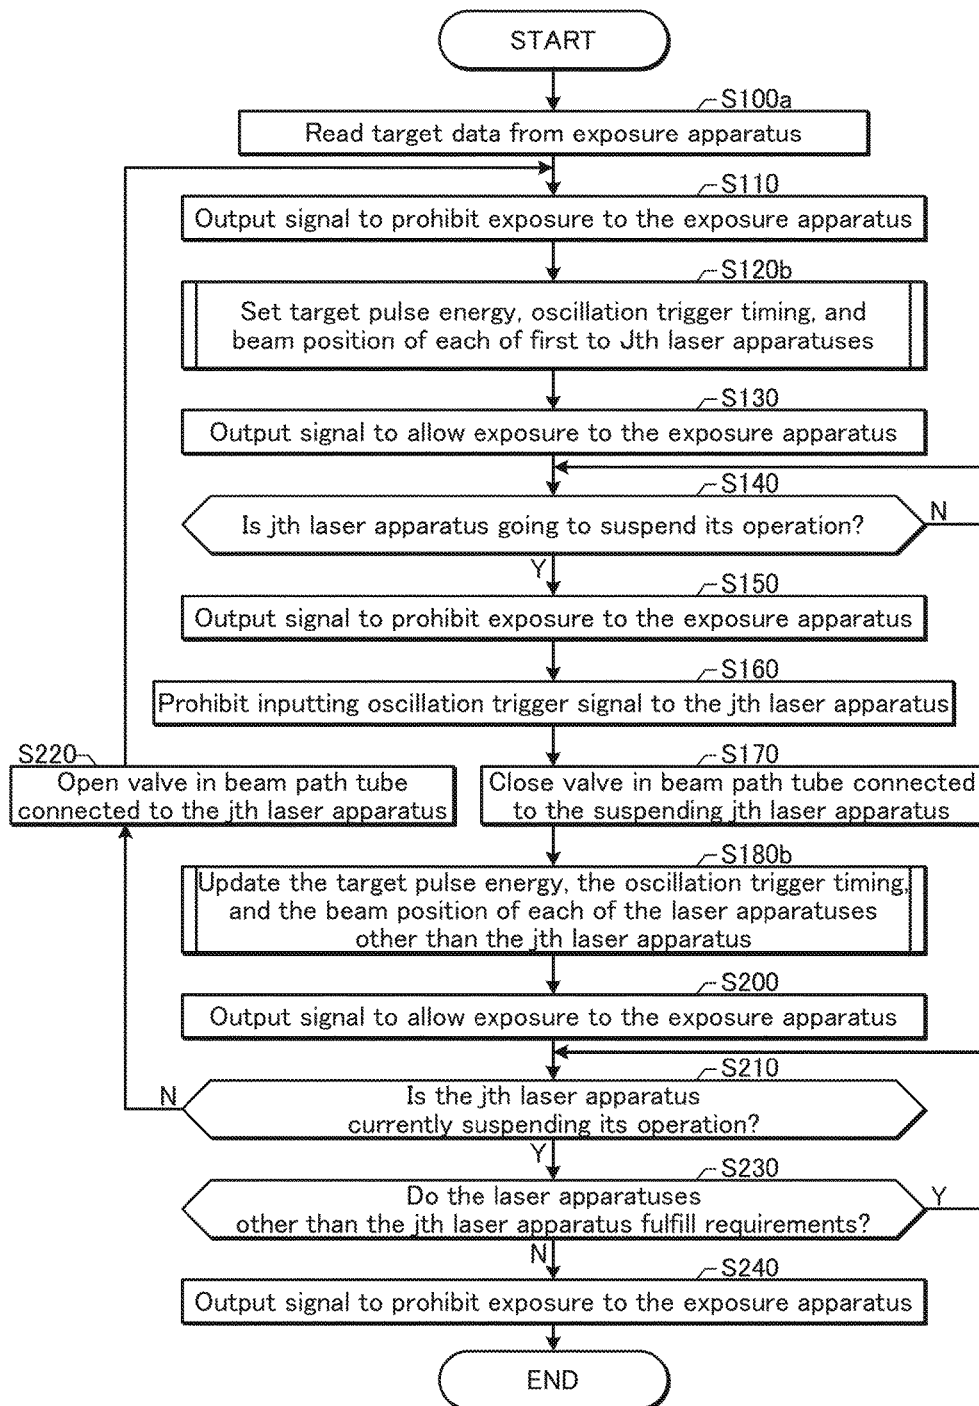 START
S100a
Read target data from exposure apparatus
S110
Output signal to prohibit exposure to the exposure apparatus
S120b
Set target pulse energy, oscillation trigger timing, and
beam position of each of first to Jth laser apparatuses
S130
Output signal to allow exposure to the exposure apparatus
S140
Is jth laser apparatus going to suspend its operation?
N
Y
S150
Output signal to prohibit exposure to the exposure apparatus
S160
Prohibit inputting oscillation trigger signal to the jth laser apparatus
S220
Open valve in beam path tube
connected to the jth laser apparatus
S170
Close valve in beam path tube connected
to the suspending jth laser apparatus
S180b
Update the target pulse energy, the oscillation trigger timing,
and the beam position of each of the laser apparatuses
other than the jth laser apparatus
S200
Output signal to allow exposure to the exposure apparatus
S210
Is the jth laser apparatus
currently suspending its operation?
N
Y
S230
Do the laser apparatuses
other than the jth laser apparatus fulfill requirements?
Y
N
S240
Output signal to prohibit exposure to the exposure apparatus
END